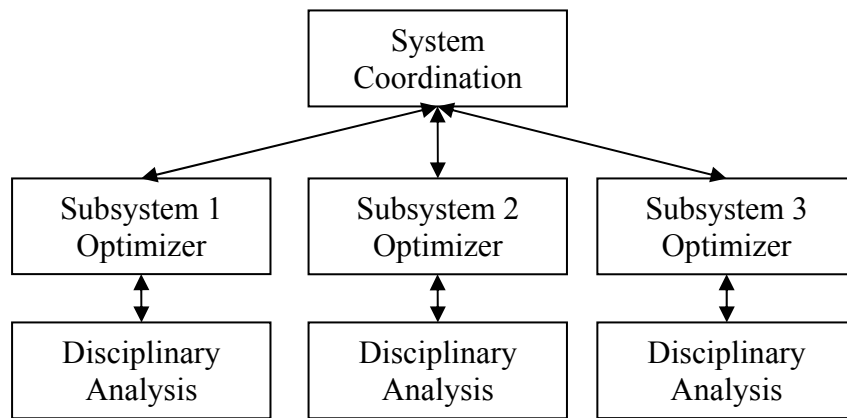 System
Coordination
Subsystem 1
Optimizer
Subsystem 2
Optimizer
Subsystem 3
Optimizer
Disciplinary
Analysis
Disciplinary
Analysis
Disciplinary
Analysis